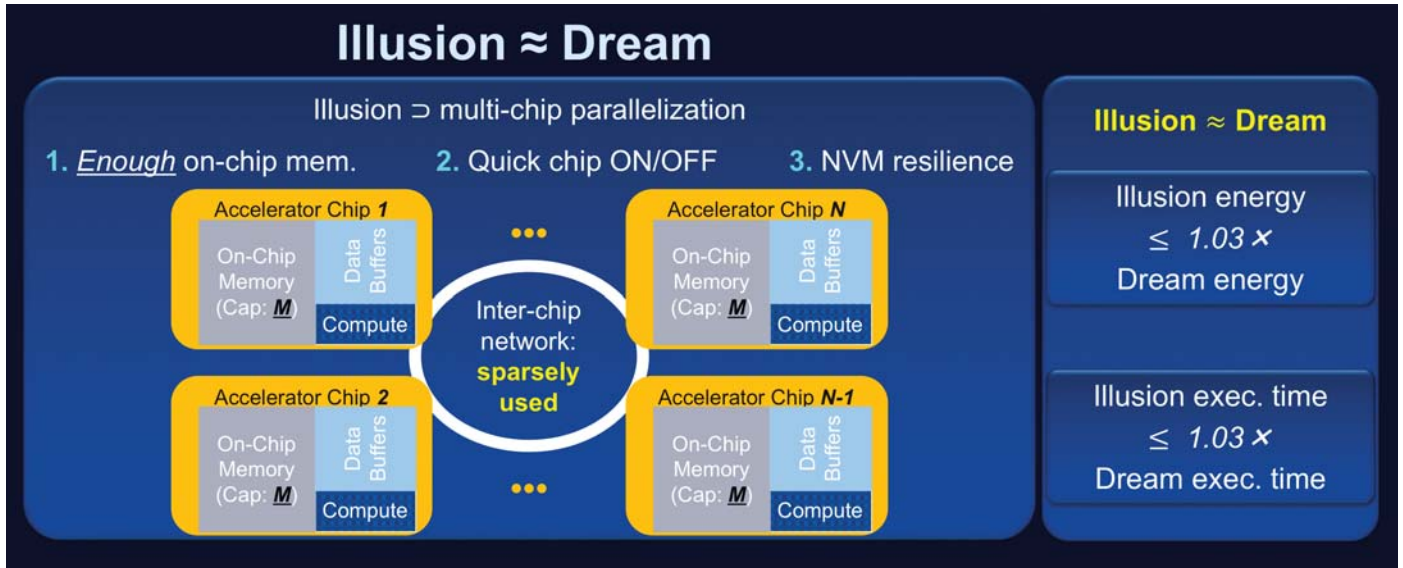 Illusion ≈ Dream
Illusion ⊃ multi-chip parallelization
1. Enough on-chip mem.
2. Quick chip ON/OFF
3. NVM resilience
Accelerator Chip 1
On-Chip
Memory
(Cap: M)
Data
Buffers
Compute
•••
Accelerator Chip N
On-Chip
Memory
(Cap: M)
Data
Buffers
Compute
Inter-chip
network:
sparsely
used
Accelerator Chip 2
On-Chip
Memory
(Cap: M)
Data
Buffers
Compute
•••
Accelerator Chip N-1
On-Chip
Memory
(Cap: M)
Data
Buffers
Compute
Illusion ≈ Dream
Illusion energy
≤ 1.03×
Dream energy
Illusion exec. time
≤ 1.03×
Dream exec. time